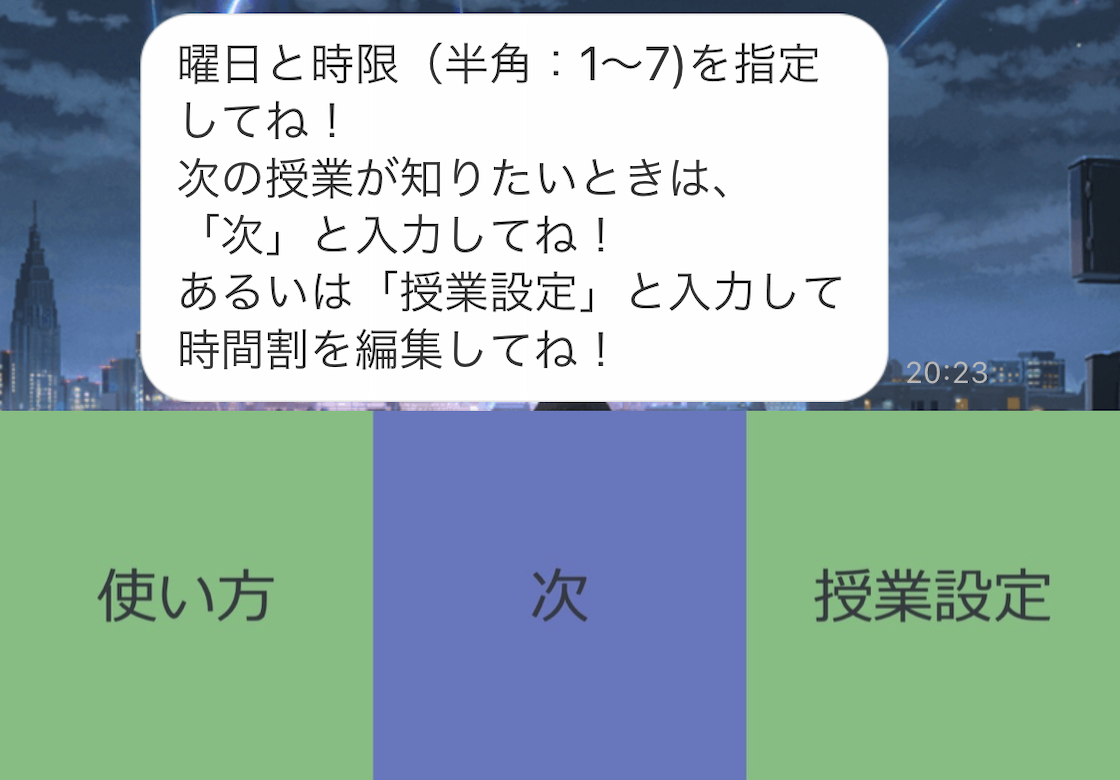 曜日と時限（半角：1〜7)を指定
してね！
次の授業が知りたいときは、
「次」と入力してね！
あるいは「授業設定」と入力して
時間割を編集してね！
20:23
使い方
次
授業設定